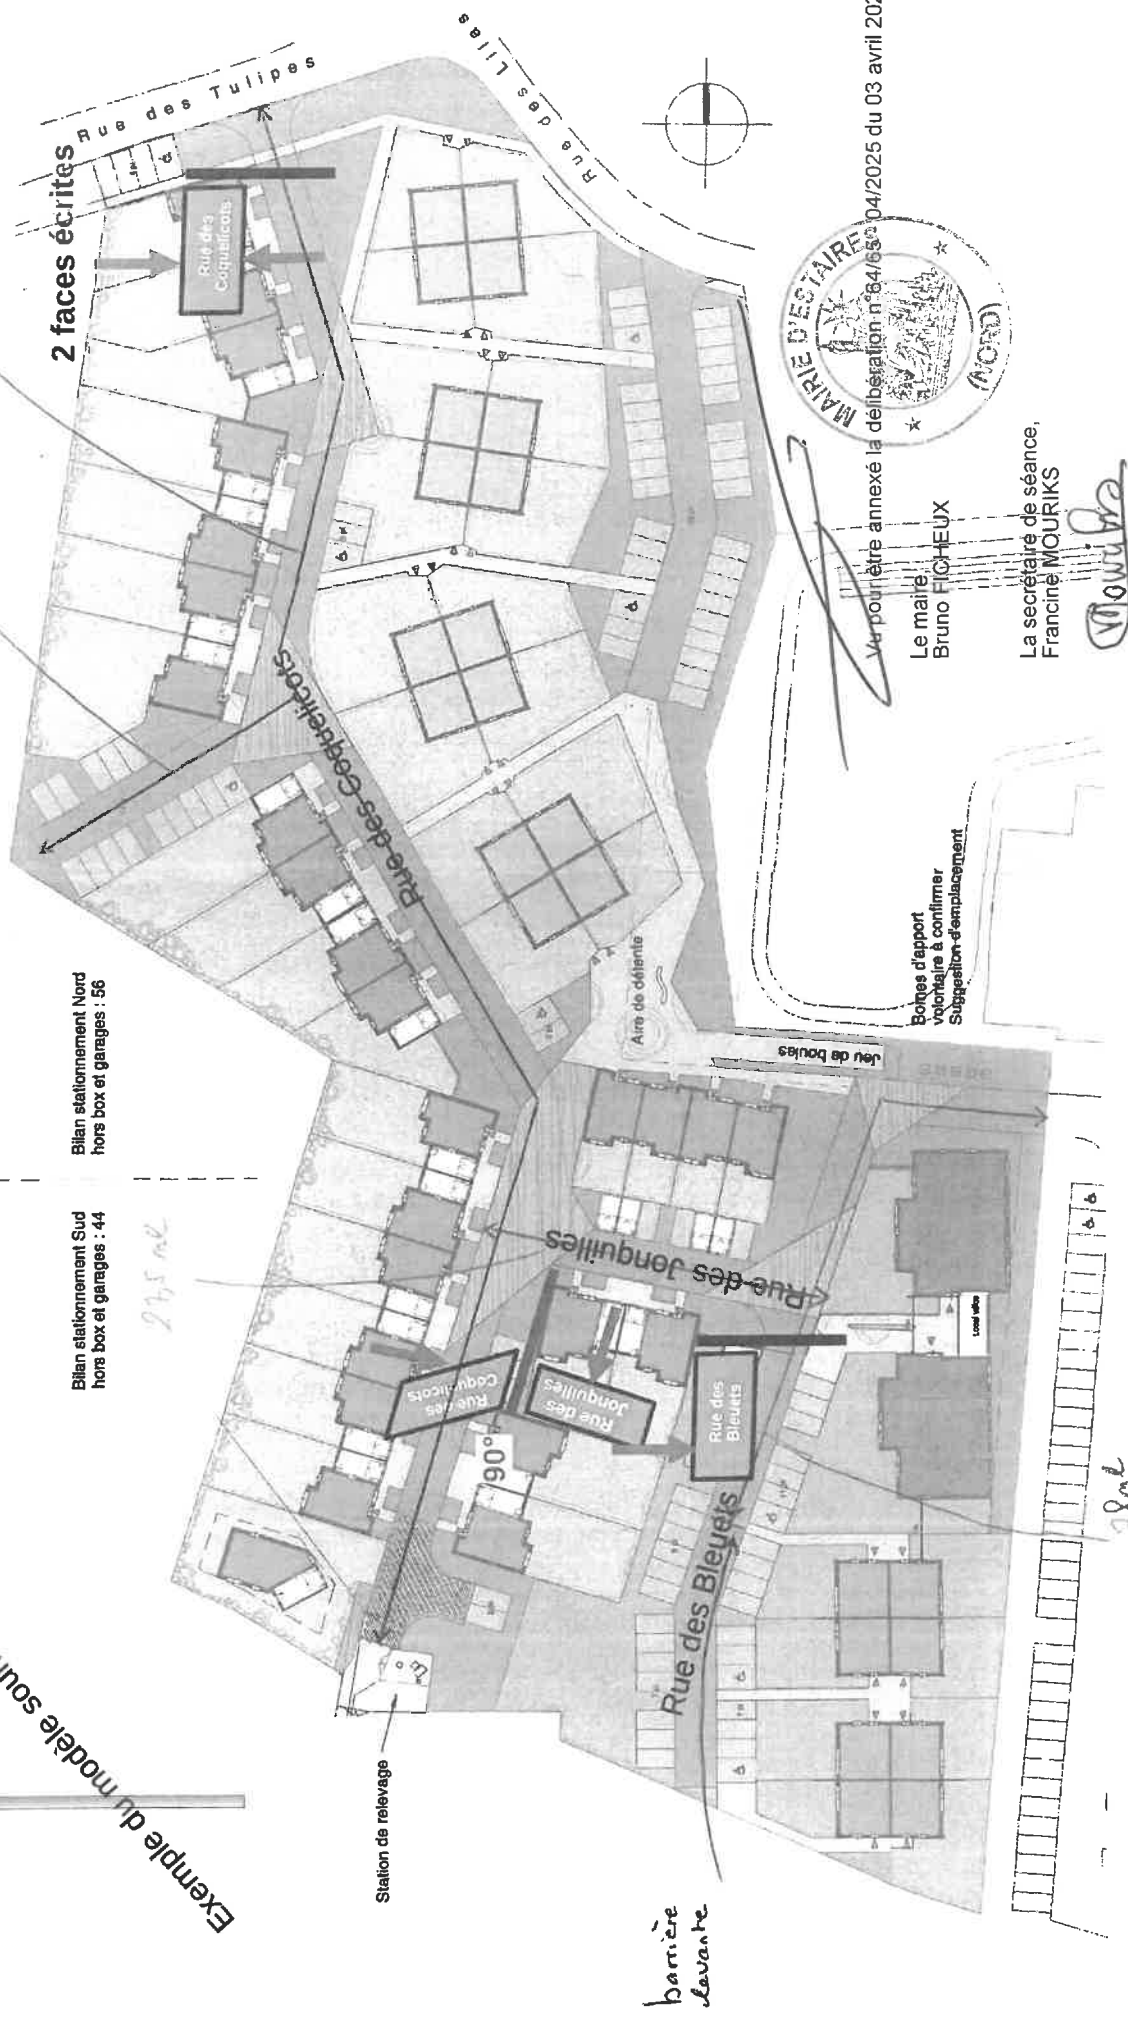 2 faces écrites
Rue des Tulipes
Rue des Lilas
Rue des
Coquelicots
Rue des Coquelicots
Bilan stationnement Nord
hors box et garages : 56
Bilan stationnement Sud
hors box et garages : 44
Aire de détente
Jeu de boules
Bornes d'apport
volontaire à confirmer
Suggestion d'emplacement
Rue des Jonquilles
Rue des
Coquelicots
Rue des
Jonquilles
Rue des
Bleuets
90°
Rue des Bleuets
Local vélos
Station de relevage
barrière
levante
Exemple du modèle
MAIRIE D'ESTAIRES
(NORD)
Vu pour être annexé la délibération n°64/65 04/2025 du 03 avril
Le maire
Bruno FICHEUX
La secrétaire de séance,
Francine MOURIKS